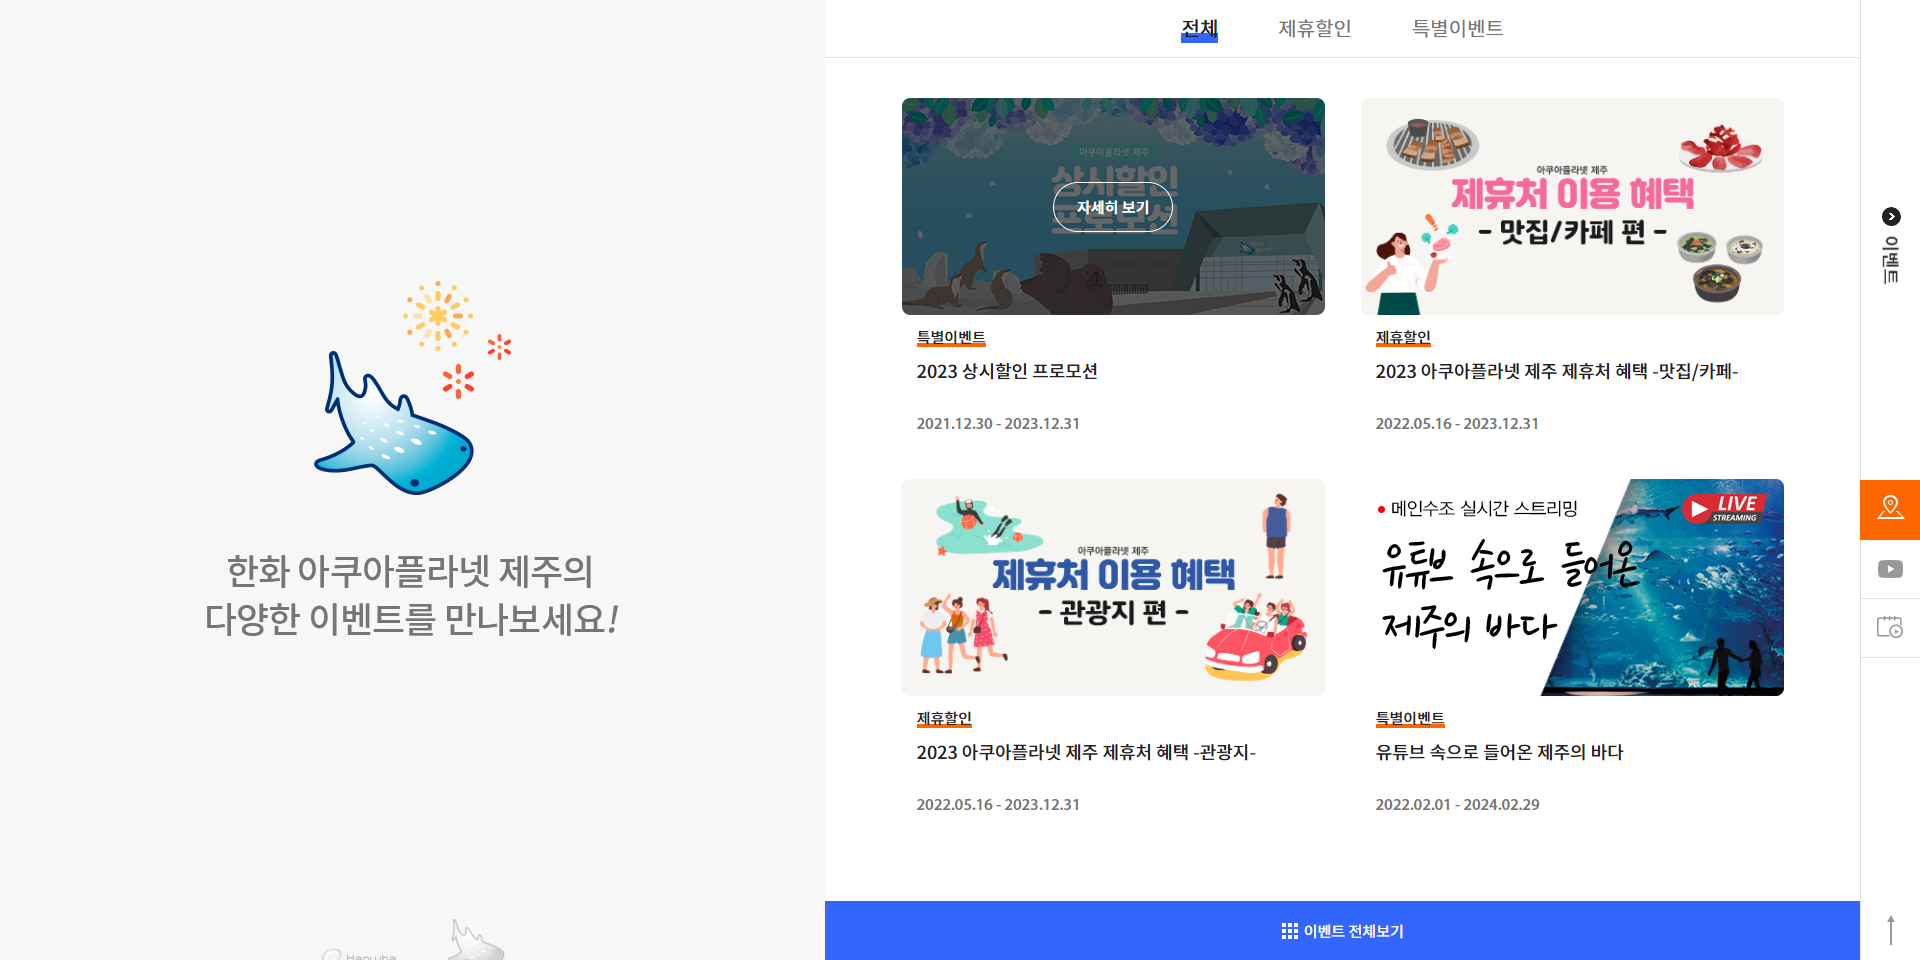 한화 아쿠아플라넷 제주의
다양한 이벤트를 만나보세요!
전체
제휴할인
특별이벤트
아쿠아플라넷 제주
상시할인
프로모션
자세히 보기
특별이벤트
2023 상시할인 프로모션
2021.12.30 - 2023.12.31
아쿠아플라넷 제주
제휴처 이용 혜택
- 맛집/카페 편 -
제휴할인
2023 아쿠아플라넷 제주 제휴처 혜택 -맛집/카페-
2022.05.16 - 2023.12.31
아쿠아플라넷 제주
제휴처 이용 혜택
- 관광지 편 -
제휴할인
2023 아쿠아플라넷 제주 제휴처 혜택 -관광지-
2022.05.16 - 2023.12.31
메인수조 실시간 스트리밍
LIVE
STREAMING
유튜브 속으로 들어온
제주의 바다
특별이벤트
유튜브 속으로 들어온 제주의 바다
2022.02.01 - 2024.02.29
이벤트 전체보기
이벤트